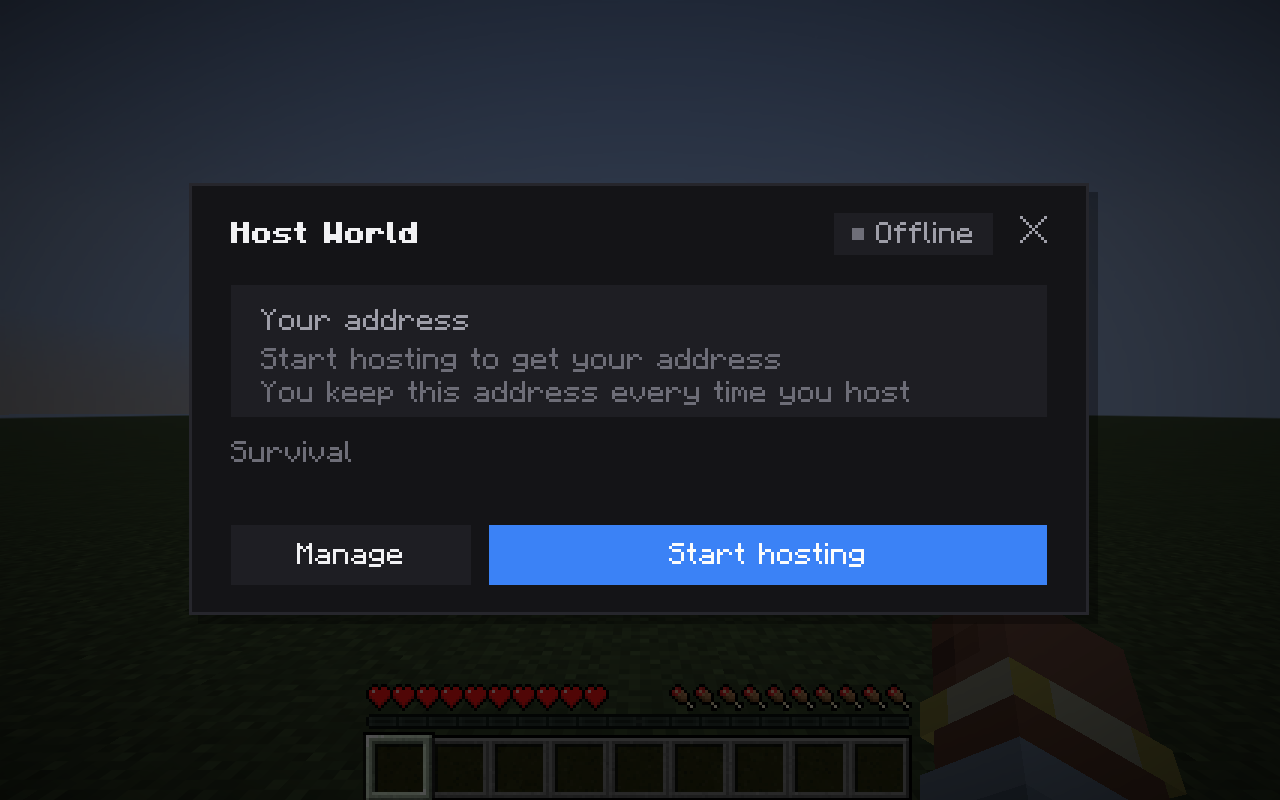 Host World
Offline
Your address
Start hosting to get your address
You keep this address every time you host
Survival
Manage
Start hosting